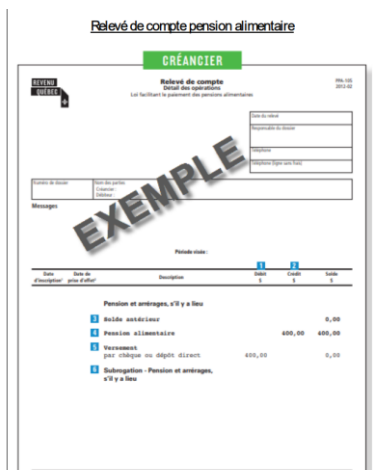 Relevé de compte pension alimentaire
CRÉANCIER
REVENU
QUÉBEC
Relevé de compte
Détail des opérations
Loi facilitant le paiement des pensions alimentaires
2012-02
Date du relevé
Responsable du dossier
Téléphone
Téléphone (ligne sans frais)
Numéro de dossier
Nom des parties
Créancier :
Débiteur :
Messages
EXEMPLE
Période visée :
1 2
Date d'inscription¹ Date de prise d'effet² Description Débit $ Crédit $ Solde $
Pension et arrérages, s'il y a lieu
3 Solde antérieur 0,00
4 Pension alimentaire 400,00 400,00
5 Versement
par chèque ou dépôt direct 400,00 0,00
6 Subrogation - Pension et arrérages,
s'il y a lieu